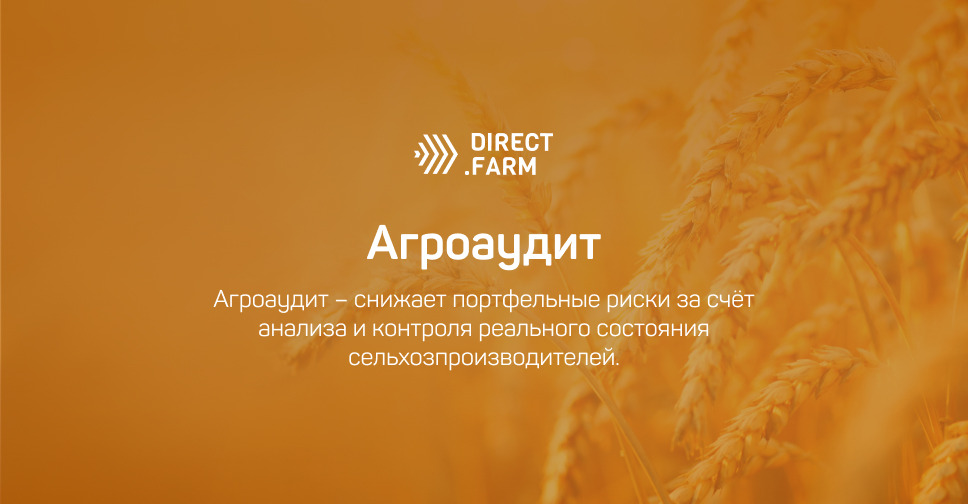 DIRECT
.FARM
Агроаудит
Агроаудит – снижает портфельные риски за счёт
анализа и контроля реального состояния
сельхозпроизводителей.